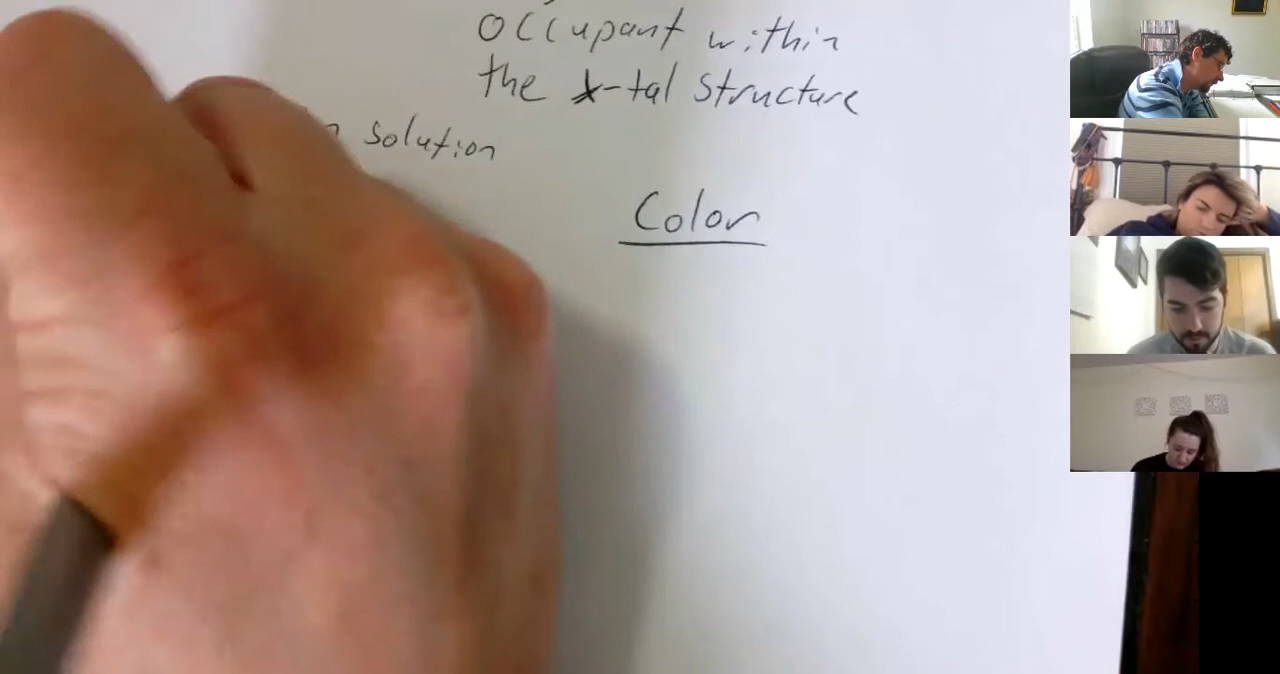 occupant within
the x-tal structure
solution
Color